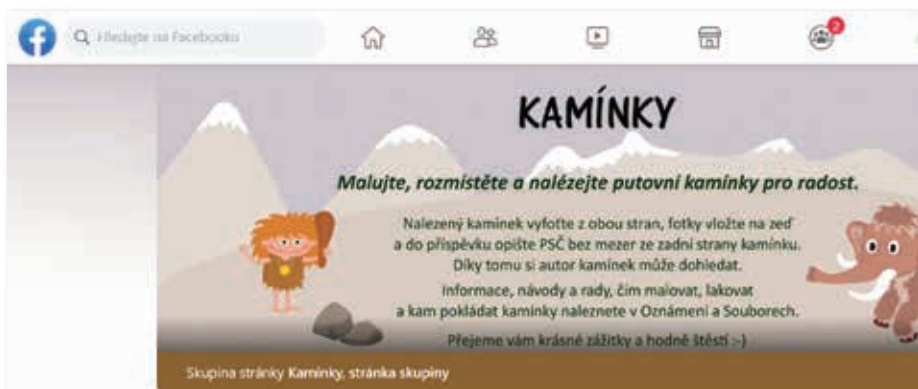 Hledejte na Facebooku
2
KAMÍNKY
Malujte, rozmístěte a nalézejte putovní kamínky pro radost.
Nalezený kamínek vyfoťte z obou stran, fotky vložte na zeď
a do příspěvku opište PSČ bez mezer ze zadní strany kamínku.
Díky tomu si autor kamínek může dohledat.
Informace, návody a rady, čím malovat, lakovat
a kam pokládat kamínky naleznete v Oznámení a Souborech.
Přejeme vám krásné zážitky a hodně štěstí :-)
Skupina stránky Kamínky, stránka skupiny